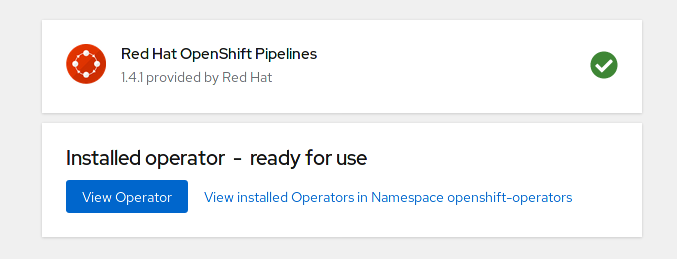 Red Hat OpenShift Pipelines
1.4.1 provided by Red Hat
Installed operator - ready for use
View Operator
View installed Operators in Namespace openshift-operators